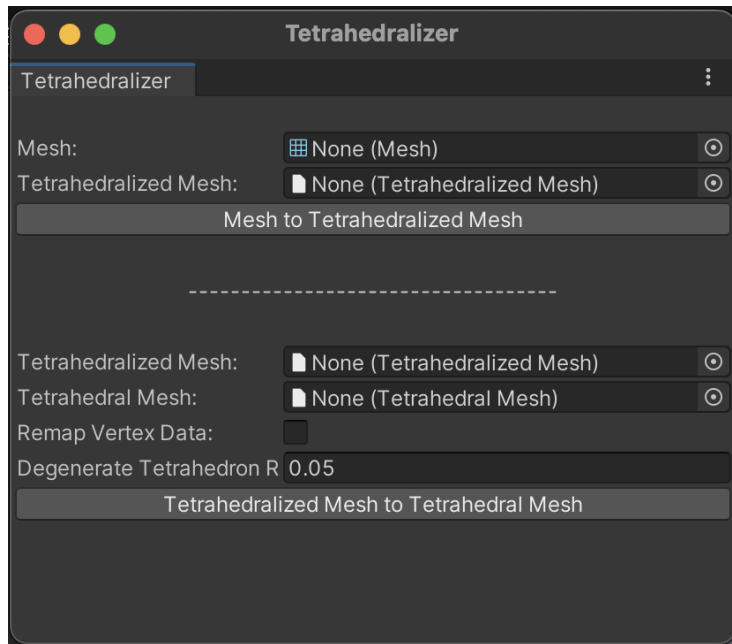 Tetrahedralizer
Tetrahedralizer
Mesh: None (Mesh)
Tetrahedralized Mesh: None (Tetrahedralized Mesh)
Mesh to Tetrahedralized Mesh
-----------------------------------
Tetrahedralized Mesh: None (Tetrahedralized Mesh)
Tetrahedral Mesh: None (Tetrahedral Mesh)
Remap Vertex Data:
Degenerate Tetrahedron R 0.05
Tetrahedralized Mesh to Tetrahedral Mesh